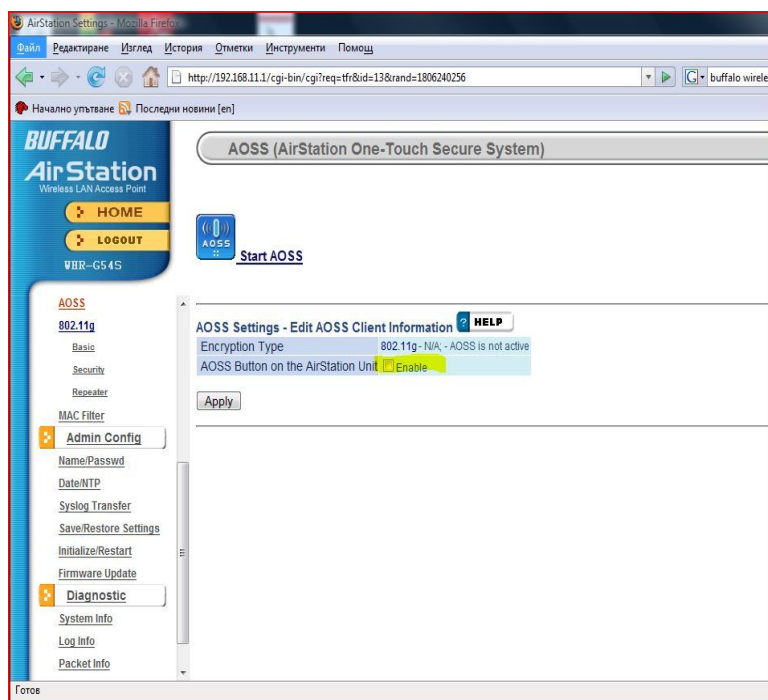 AirStation Settings - Mozilla Firefox
Файл Редактиране Изглед История Отметки Инструменти Помощ
http://192.168.11.1/cgi-bin/cgi?req=tfr&id=13&rand=1806240256 G buffalo wirele
Начално упътване Последни новини [en]
BUFFALO
AirStation
Wireless LAN Access Point
HOME
LOGOUT
WHR-G54S
AOSS (AirStation One-Touch Secure System)
AOSS
Start AOSS
AOSS
802.11g
Basic
Security
Repeater
MAC Filter
Admin Config
Name/Passwd
Date/NTP
Syslog Transfer
Save/Restore Settings
Initialize/Restart
Firmware Update
Diagnostic
System Info
Log Info
Packet Info
AOSS Settings - Edit AOSS Client Information ? HELP
Encryption Type 802.11g - N/A; - AOSS is not active
AOSS Button on the AirStation Unit Enable
Apply
Готов